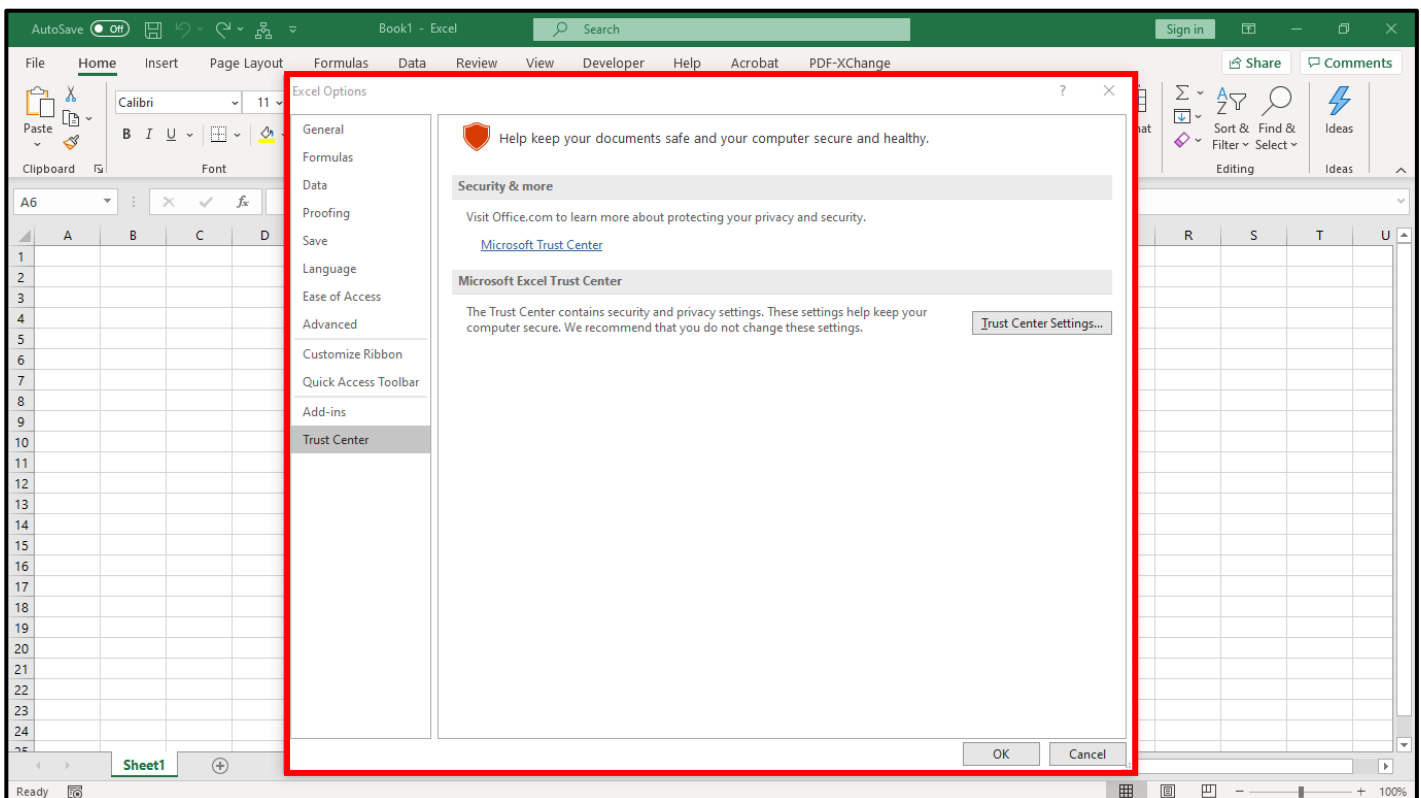 AutoSave Off Book1 - Excel Search Sign in
File Home Insert Page Layout Formulas Data Review View Developer Help Acrobat PDF-XChange Share Comments
Paste
Clipboard
Calibri 11
B I U
Font
Σ
Sort & Filter
Find & Select
Editing
Ideas
Ideas
A6 fx
A B C D R S T U
1
2
3
4
5
6
7
8
9
10
11
12
13
14
15
16
17
18
19
20
21
22
23
24
Excel Options ?
General
Formulas
Data
Proofing
Save
Language
Ease of Access
Advanced
Customize Ribbon
Quick Access Toolbar
Add-ins
Trust Center
Help keep your documents safe and your computer secure and healthy.
Security & more
Visit Office.com to learn more about protecting your privacy and security.
Microsoft Trust Center
Microsoft Excel Trust Center
The Trust Center contains security and privacy settings. These settings help keep your
computer secure. We recommend that you do not change these settings.
Trust Center Settings...
OK Cancel
Sheet1
Ready 100%